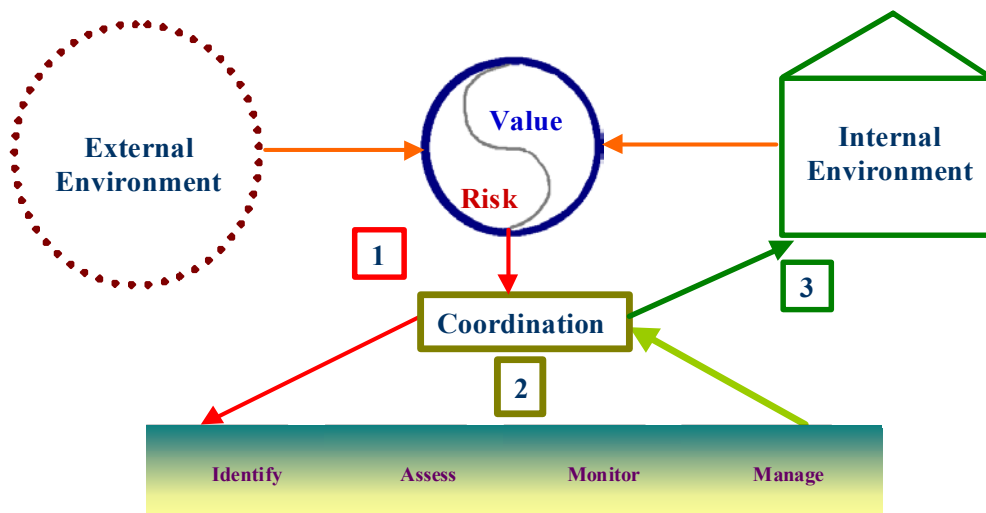 External
Environment
Value
Risk
Internal
Environment
1
3
Coordination
2
Identify
Assess
Monitor
Manage